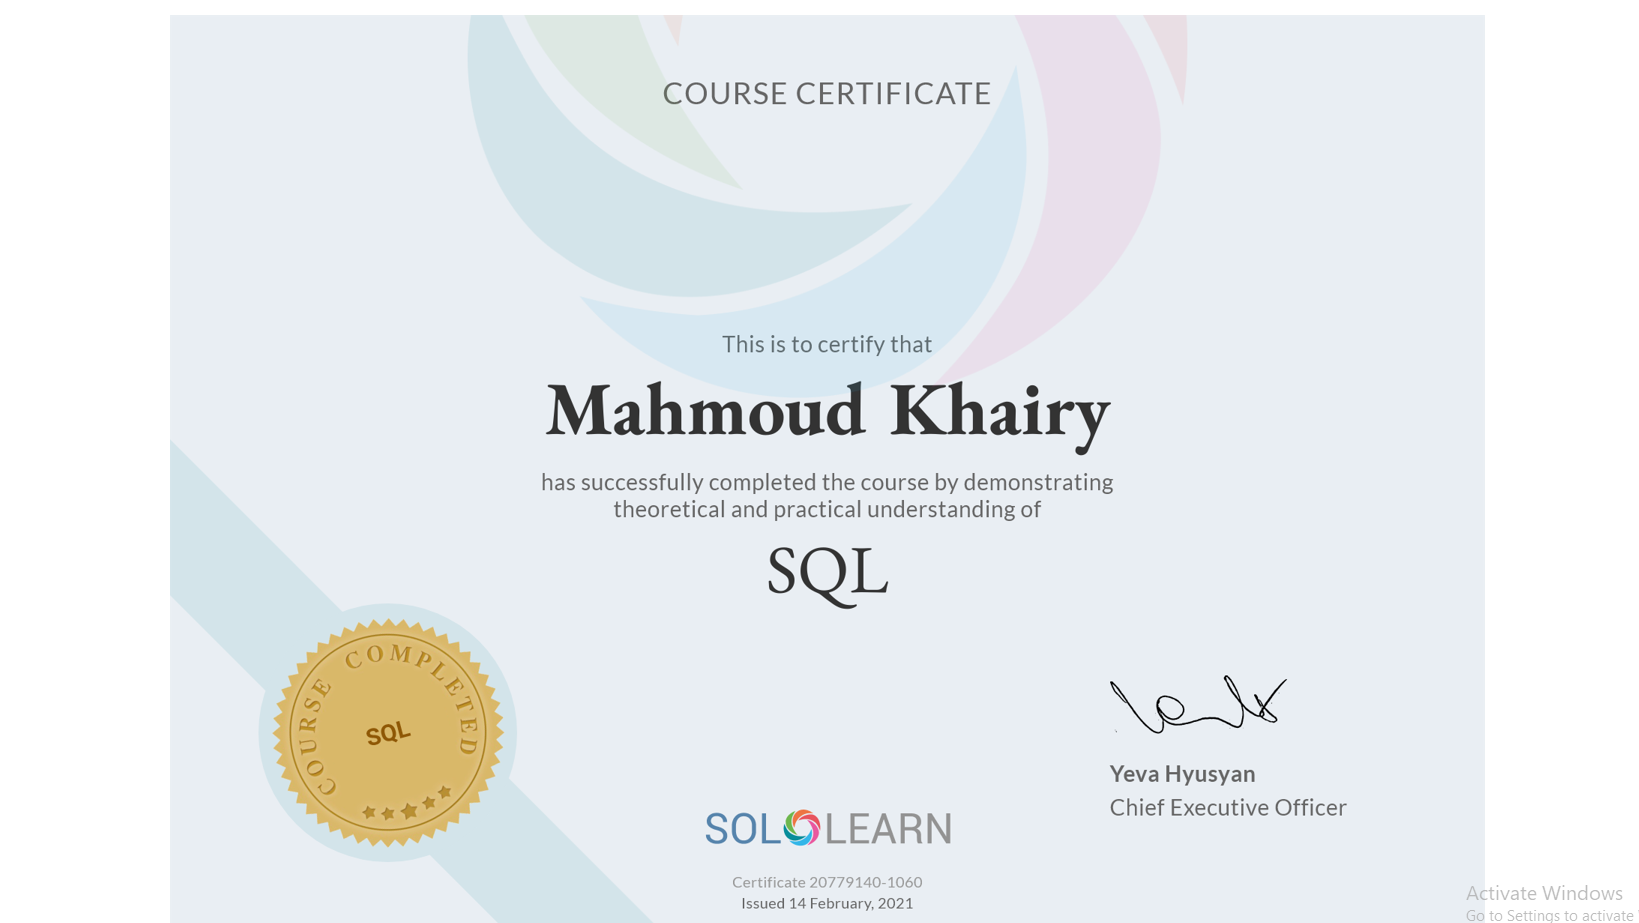 COURSE CERTIFICATE
This is to certify that
Mahmoud Khairy
has successfully completed the course by demonstrating
theoretical and practical understanding of
SQL
COURSE COMPLETED
SQL
Yeva Hyusyan
Chief Executive Officer
SOLOLEARN
Certificate 20779140-1060
Issued 14 February, 2021
Activate Windows
Go to Settings to activate